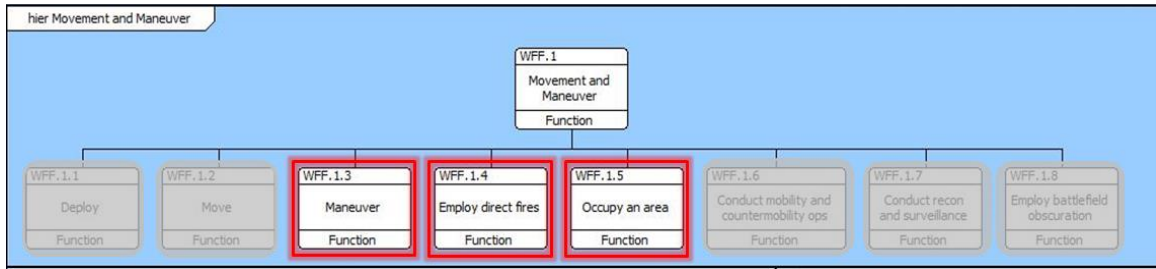 hier Movement and Maneuver
WFF.1
Movement and
Maneuver
Function
WFF.1.1
Deploy
Function
WFF.1.2
Move
Function
WFF.1.3
Maneuver
Function
WFF.1.4
Employ direct fires
Function
WFF.1.5
Occupy an area
Function
WFF.1.6
Conduct mobility and
countermobility ops
Function
WFF.1.7
Conduct recon
and surveillance
Function
WFF.1.8
Employ battlefield
obscuration
Function